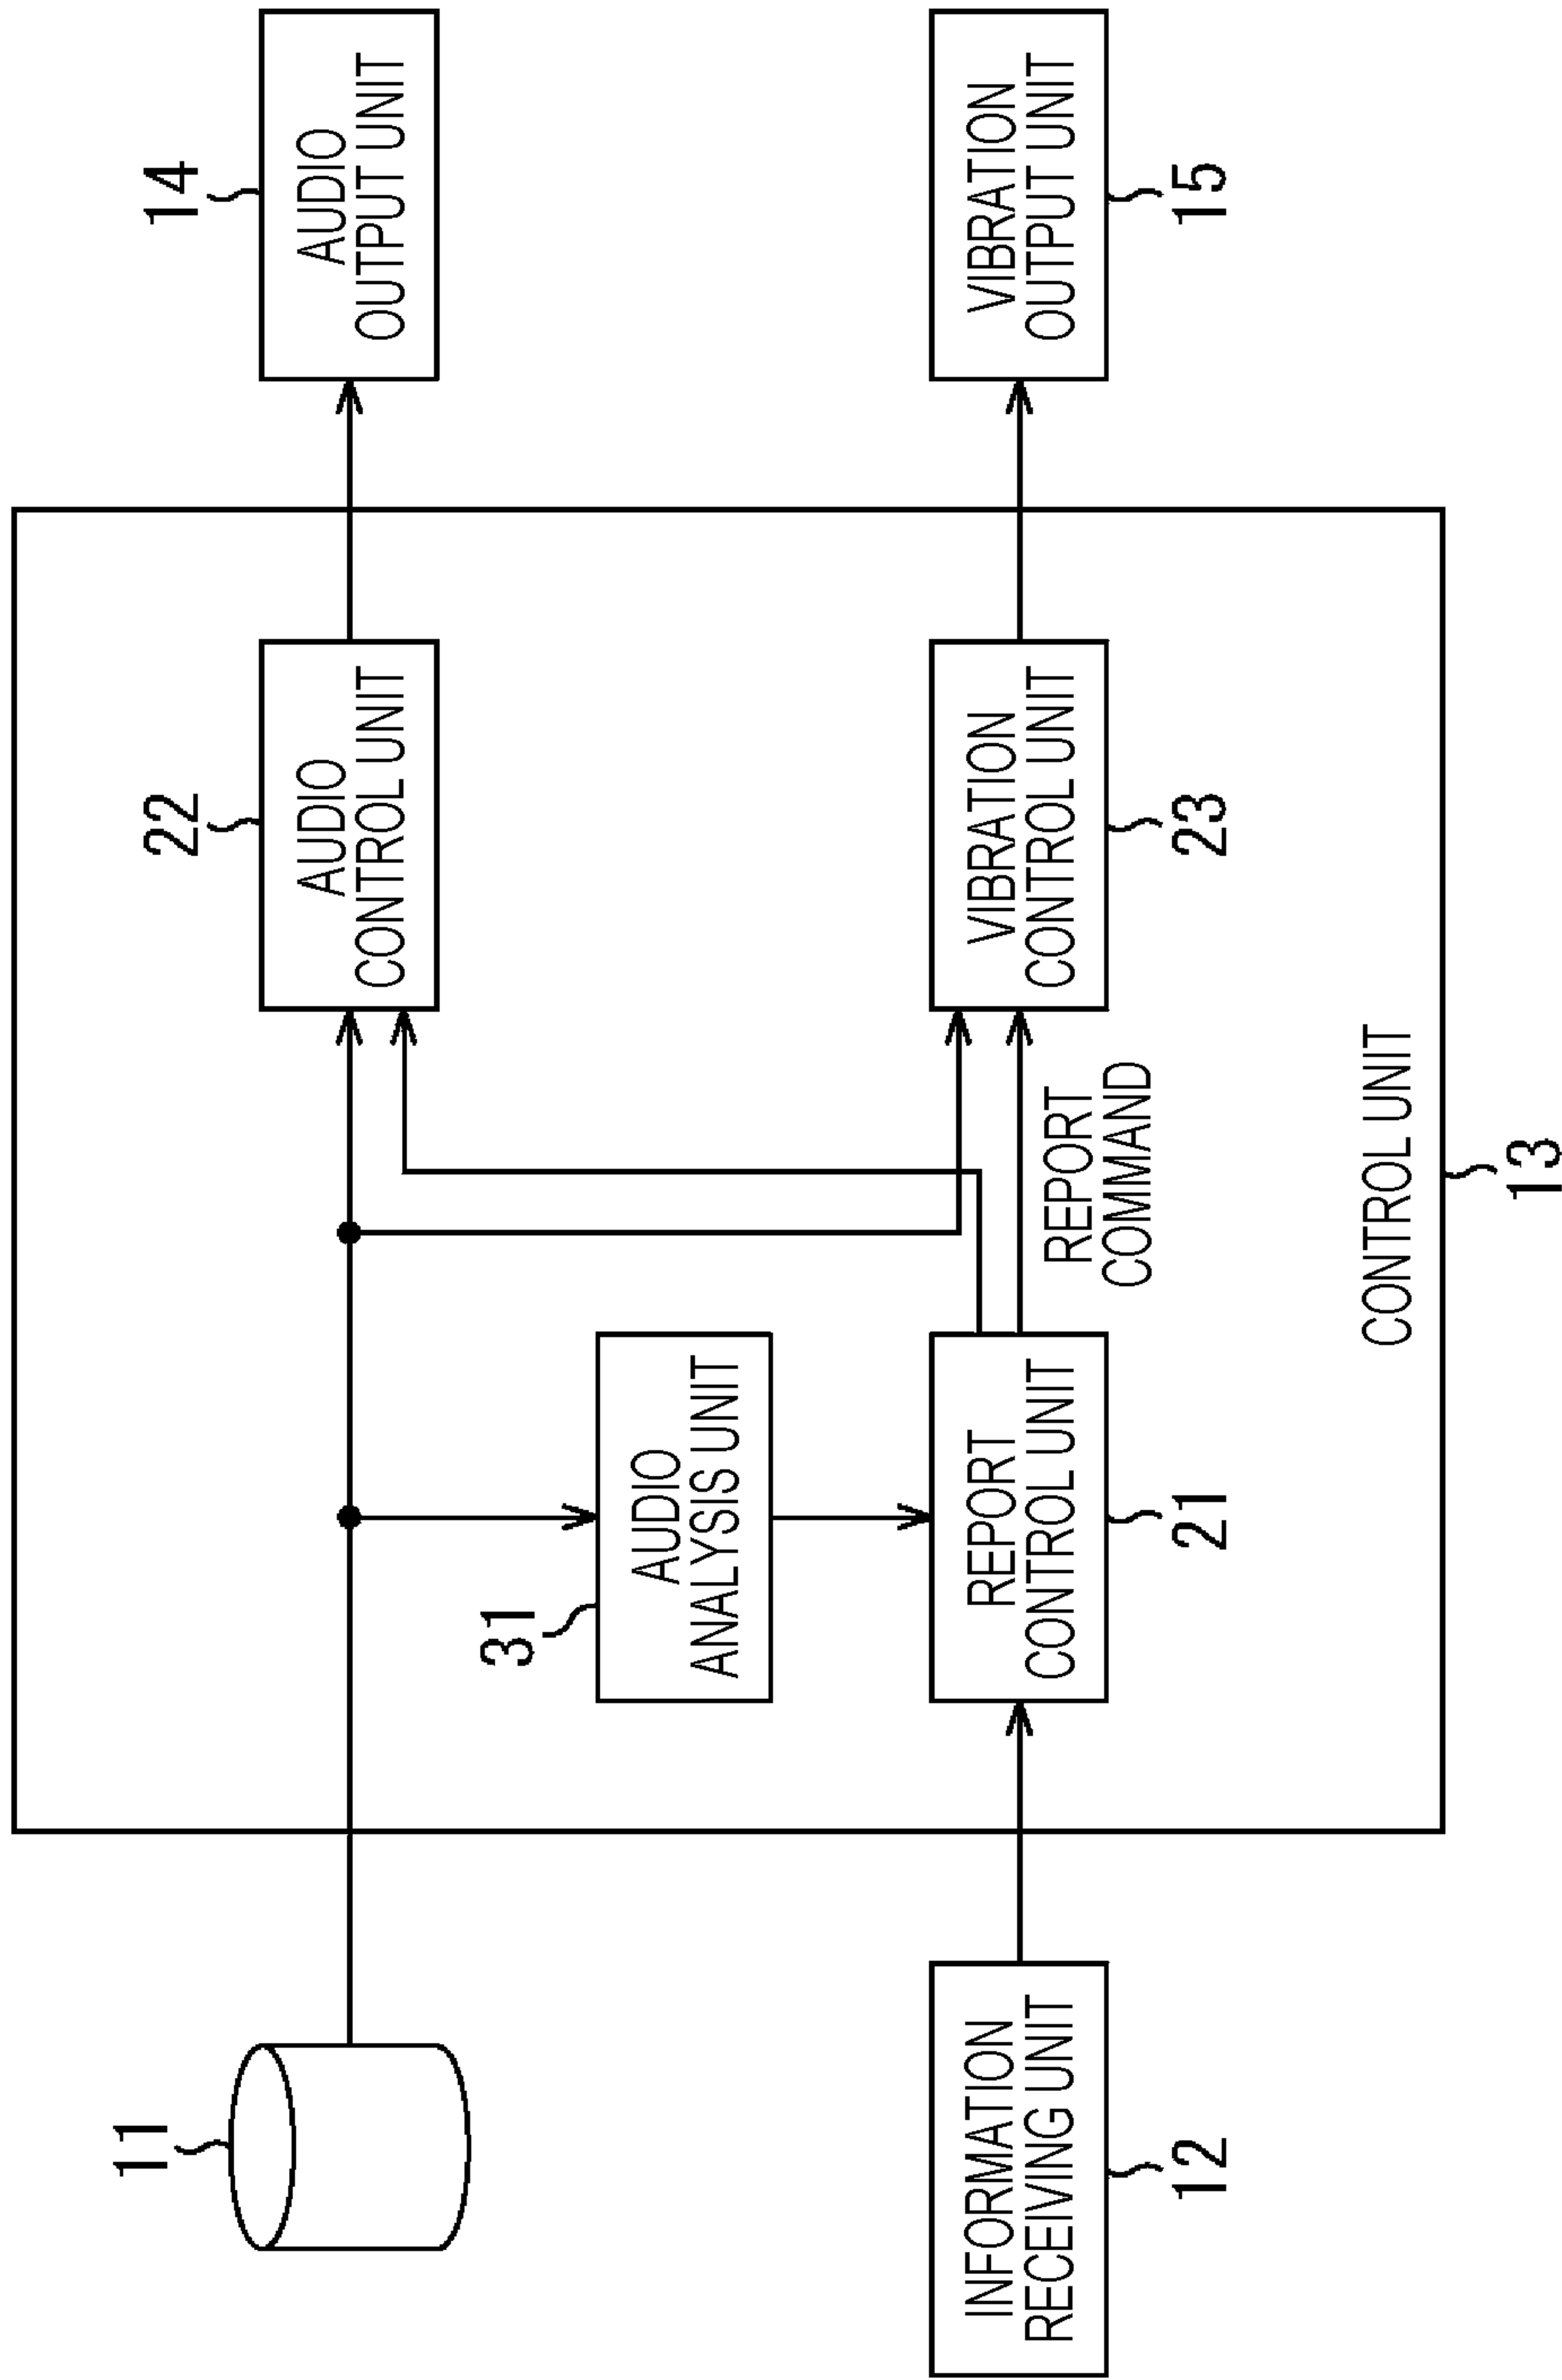 11
14
22
AUDIO
OUTPUT UNIT
AUDIO
CONTROL UNIT
31
AUDIO
ANALYSIS UNIT
INFORMATION
RECEIVING UNIT
REPORT
CONTROL UNIT
VIBRATION
CONTROL UNIT
VIBRATION
OUTPUT UNIT
REPORT
COMMAND
12
21
23
15
CONTROL UNIT
13